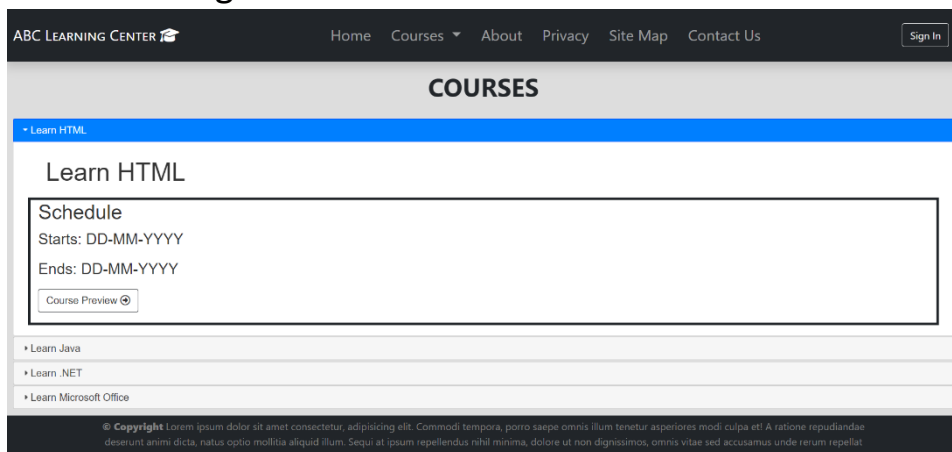 ABC LEARNING CENTER Home Courses About Privacy Site Map Contact Us Sign In
COURSES
Learn HTML
Learn HTML
Schedule
Starts: DD-MM-YYYY
Ends: DD-MM-YYYY
Course Preview
Learn Java
Learn .NET
Learn Microsoft Office
© Copyright Lorem ipsum dolor sit amet consectetur, adipisicing elit. Commodi tempora, porro saepe omnis illum tenetur asperiores modi culpa et! A ratione repudiandae
deserunt animi dicta, natus optio mollitia aliquid illum. Sequi at ipsum repellendus nihil minima, dolore ut non dignissimos, omnis vitae sed accusamus unde rerum repellat